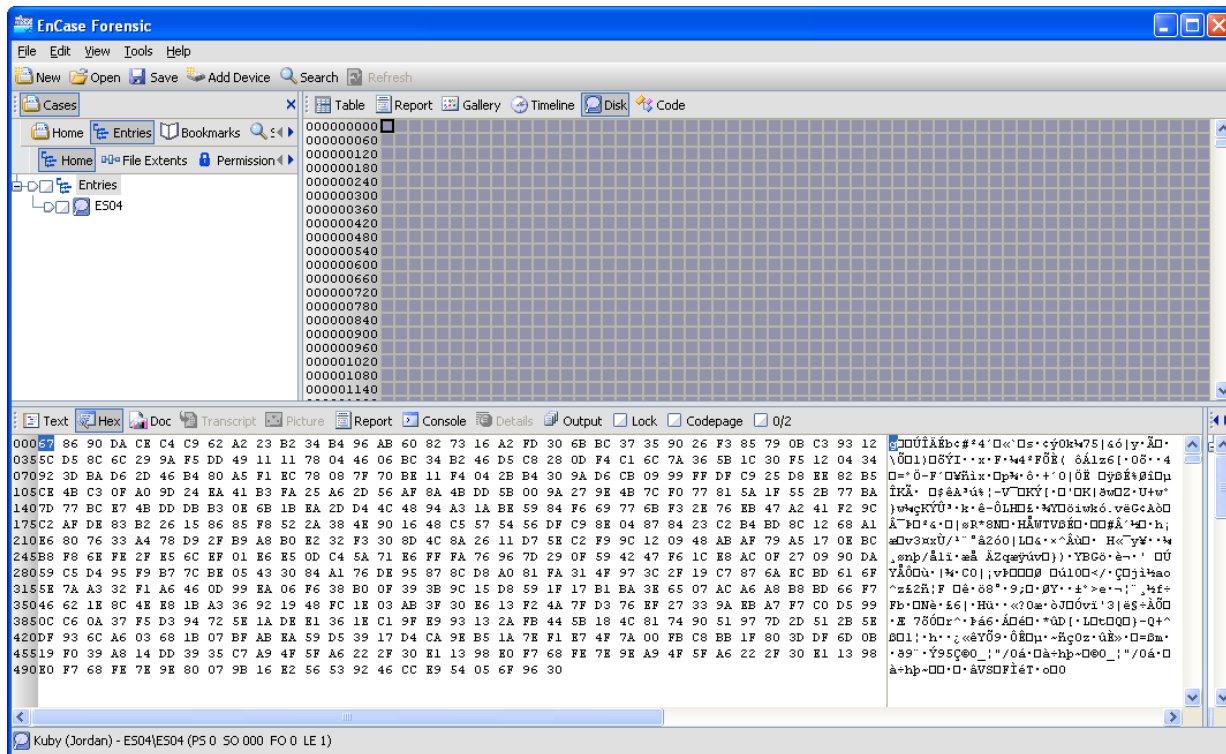 EnCase Forensic
File Edit View Tools Help
New Open Save Add Device Search Refresh
Cases
Table Report Gallery Timeline Disk Code
Home Entries Bookmarks
Home File Extents Permission
Entries
ES04
000000000
000000060
000000120
000000180
000000240
000000300
000000360
000000420
000000480
000000540
000000600
000000660
000000720
000000780
000000840
000000900
000000960
000001020
000001080
000001140
Text Hex Doc Transcript Picture Report Console Details Output Lock Codepage 0/2
000 67 86 90 DA CE C4 C9 62 A2 23 B2 34 B4 96 AB 60 82 73 16 A2 FD 30 6B BC 37 35 90 26 F3 85 79 0B C3 93 12
035 5C D5 8C 6C 29 9A F5 DD 49 11 11 78 04 46 06 BC 34 B2 46 D5 C8 28 0D F4 C1 6C 7A 36 5B 1C 30 F5 12 04 34
070 92 3D BA D6 2D 46 B4 80 A5 F1 EC 78 08 7F 70 BE 11 F4 04 2B B4 30 9A D6 CB 09 99 FF DF C9 25 D8 EE 82 B5
105 CE 4B C3 0F A0 9D 24 EA 41 B3 FA 25 A6 2D 56 AF 8A 4B DD 5B 00 9A 27 9E 4B 7C F0 77 81 5A 1F 55 2B 77 BA
140 7D 77 BC E7 4B DD DB B3 0E 6B 1B EA 2D D4 4C 48 94 A3 1A BE 59 84 F6 69 77 6B F3 2E 76 EB 47 A2 41 F2 9C
175 C2 AF DE 83 B2 26 15 86 85 F8 52 2A 38 4E 90 16 48 C5 57 54 56 DF C9 8E 04 87 84 23 C2 B4 BD 8C 12 68 A1
210 E6 80 76 33 A4 78 D9 2F B9 A8 B0 E2 32 F3 30 8D 4C 8A 26 11 D7 5E C2 F9 9C 12 09 48 AB AF 79 A5 17 0E BC
245 B8 F8 6E FE 2F E5 6C EF 01 E6 E5 0D C4 5A 71 E6 FF FA 76 96 7D 29 0F 59 42 47 F6 1C E8 AC 0F 27 09 90 DA
280 59 C5 D4 95 F9 B7 7C BE 05 43 30 84 A1 76 DE 95 87 8C D8 A0 81 FA 31 4F 97 3C 2F 19 C7 87 6A EC BD 61 6F
315 5E 7A A3 32 F1 A6 46 0D 99 EA 06 F6 38 B0 0F 39 3B 9C 15 D8 59 1F 17 B1 BA 3E 65 07 AC A6 A8 B8 BD 66 F7
350 46 62 1E 8C 4E E8 1B A3 36 92 19 48 FC 1E 03 AB 3F 30 E6 13 F2 4A 7F D3 76 EF 27 33 9A EB A7 F7 C0 D5 99
385 0C C6 0A 37 F5 D3 94 72 5E 1A DE E1 36 1E C1 9F E9 93 13 2A FB 44 5B 18 4C 81 74 90 51 97 7D 2D 51 2B 5E
420 DF 93 6C A6 03 68 1B 07 BF AB EA 59 D5 39 17 D4 CA 9E B5 1A 7E F1 E7 4F 7A 00 FB C8 BB 1F 80 3D DF 6D 0B
455 19 F0 39 A8 14 DD 39 35 C7 A9 4F 5F A6 22 2F 30 E1 13 98 E0 F7 68 FE 7E 9E A9 4F 5F A6 22 2F 30 E1 13 98
490 E0 F7 68 FE 7E 9E 80 07 9B 16 E2 56 53 92 46 CC E9 54 05 6F 96 30
Kuby (Jordan) - ES04\ES04 (PS 0 SO 000 FO 0 LE 1)